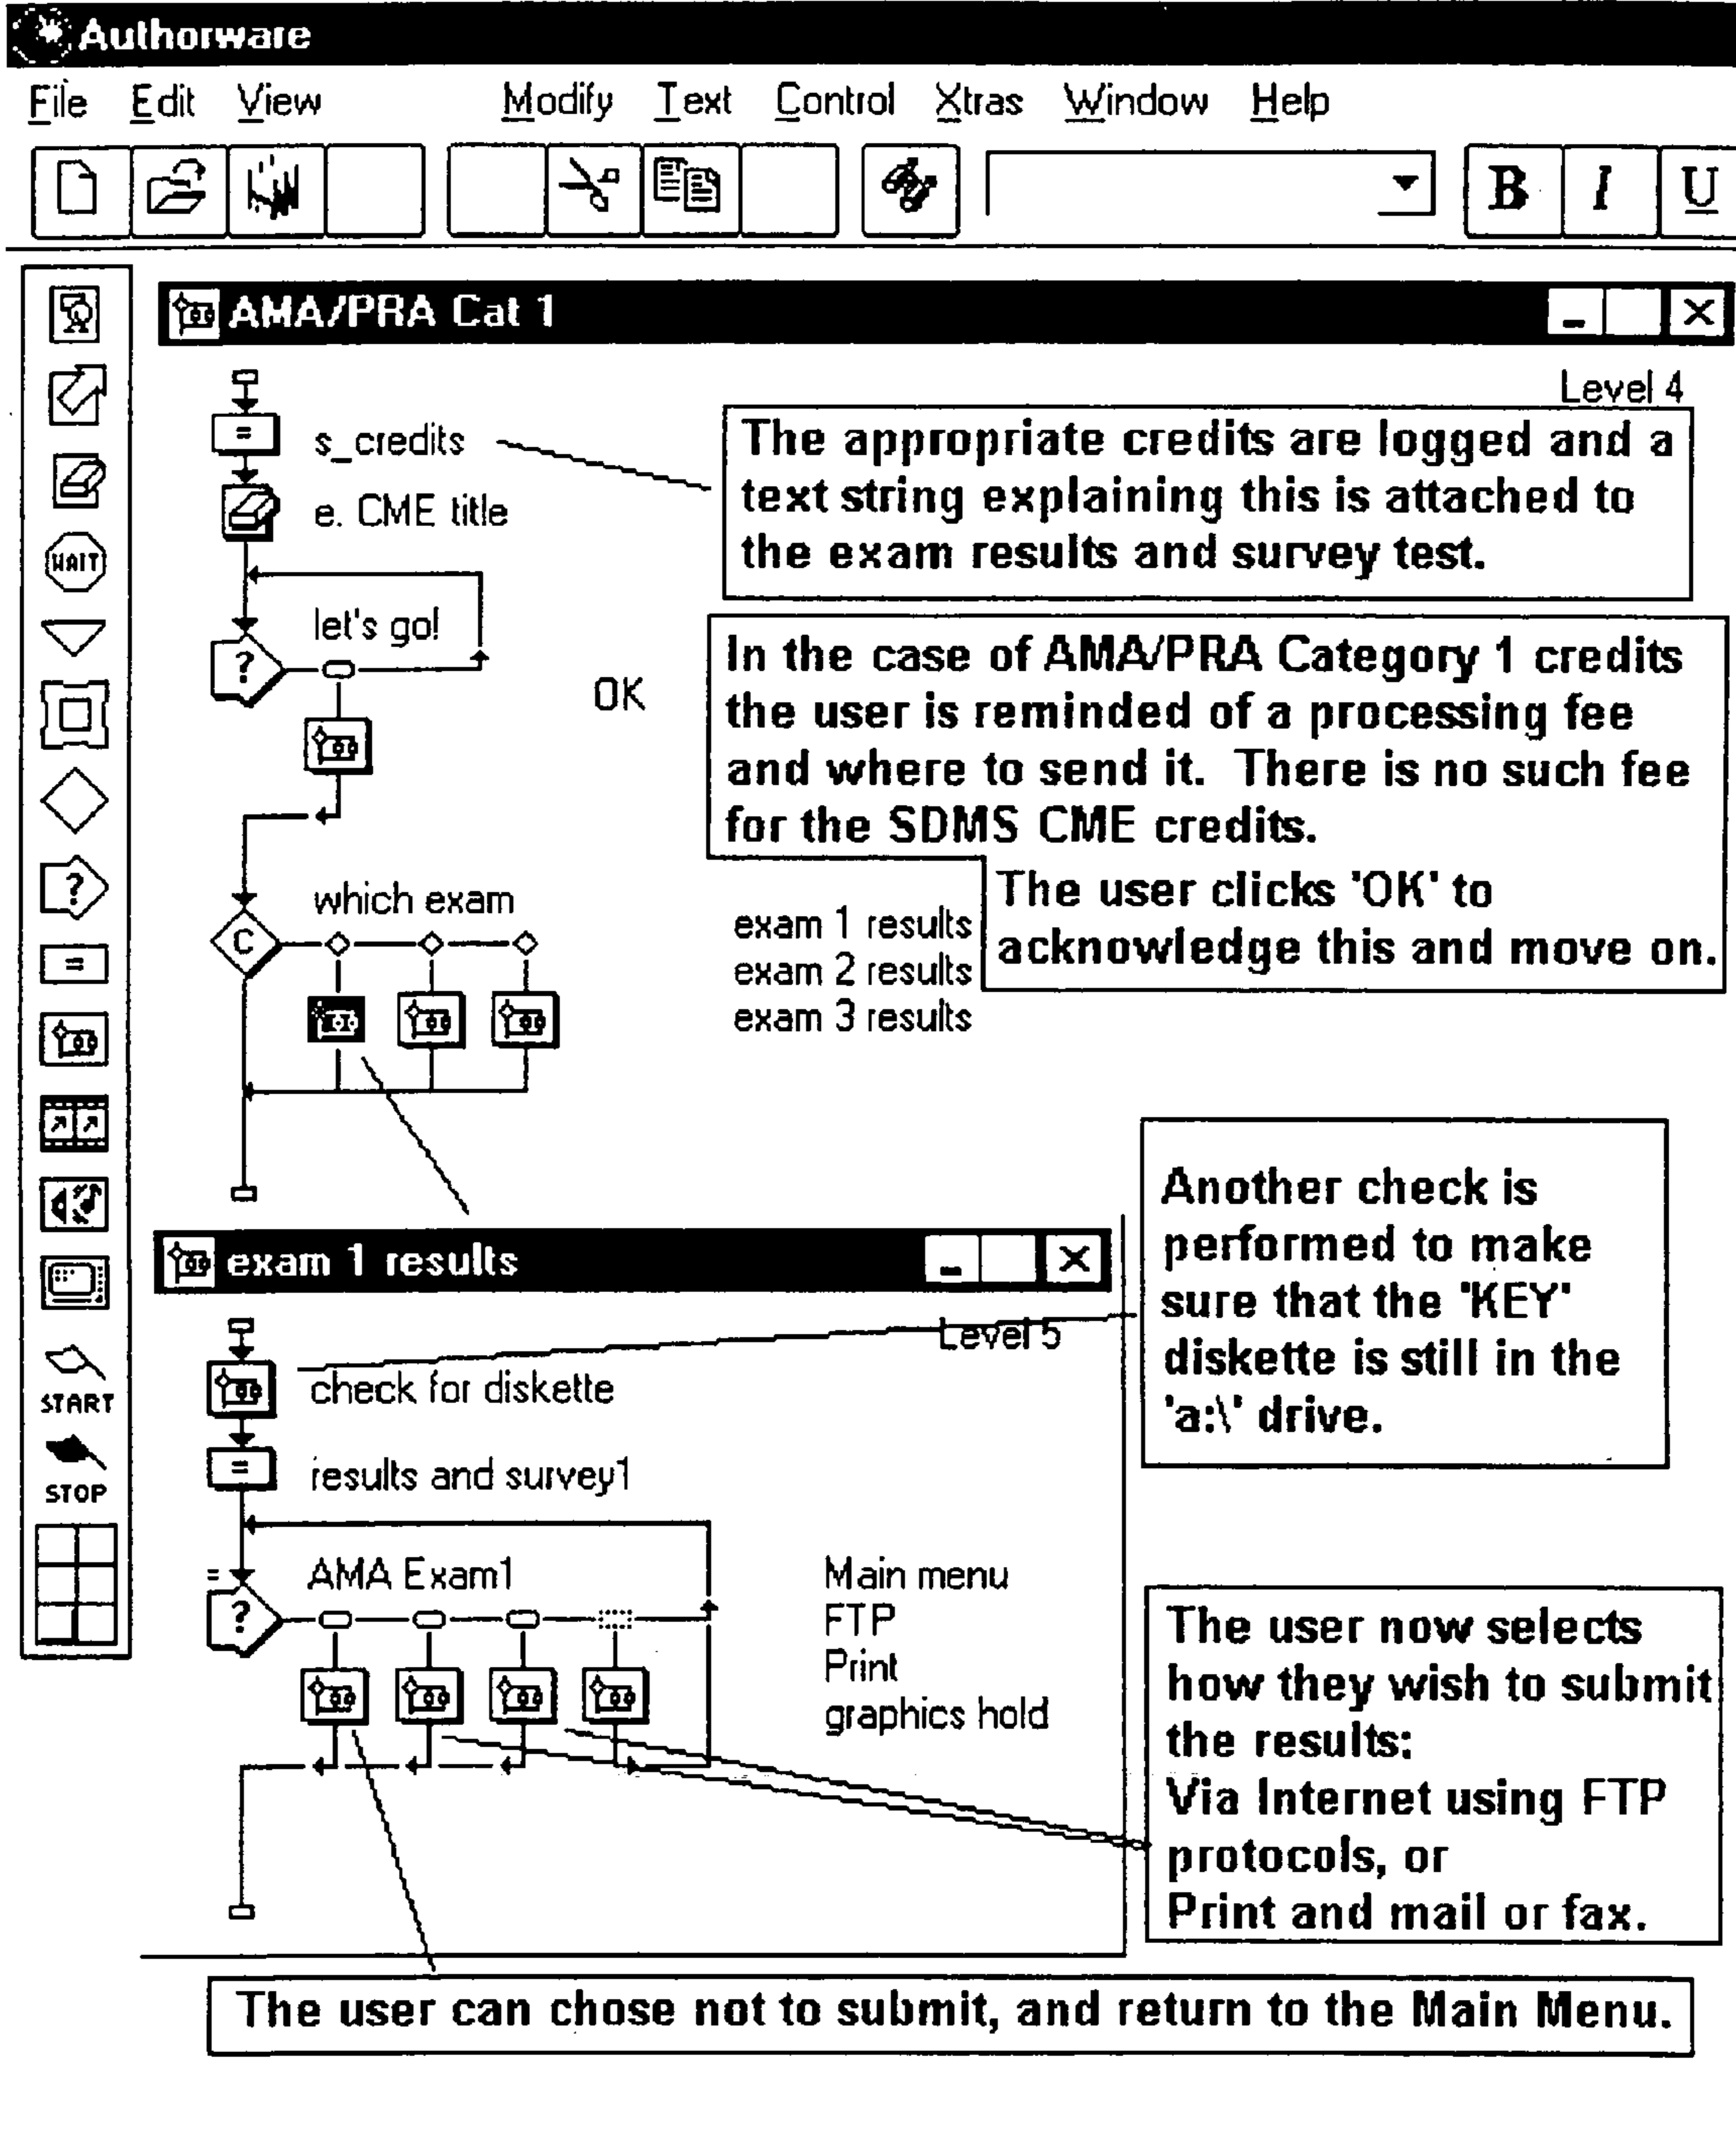 Authorware
File Edit View Modify Text Control Xtras Window Help
B I U
AMA/PRA Cat 1
Level 4
s_credits
e. CME title
The appropriate credits are logged and a
text string explaining this is attached to
the exam results and survey test.
let's go!
?
OK
In the case of AMA/PRA Category 1 credits
the user is reminded of a processing fee
and where to send it. There is no such fee
for the SDMS CME credits.
The user clicks 'OK' to
acknowledge this and move on.
which exam
C
exam 1 results
exam 2 results
exam 3 results
WAIT
?
=
START
STOP
exam 1 results
Level 5
check for diskette
results and survey1
Another check is
performed to make
sure that the 'KEY'
diskette is still in the
'a:\' drive.
= AMA Exam1
?
Main menu
FTP
Print
graphics hold
The user now selects
how they wish to submit
the results:
Via Internet using FTP
protocols, or
Print and mail or fax.
The user can chose not to submit, and return to the Main Menu.